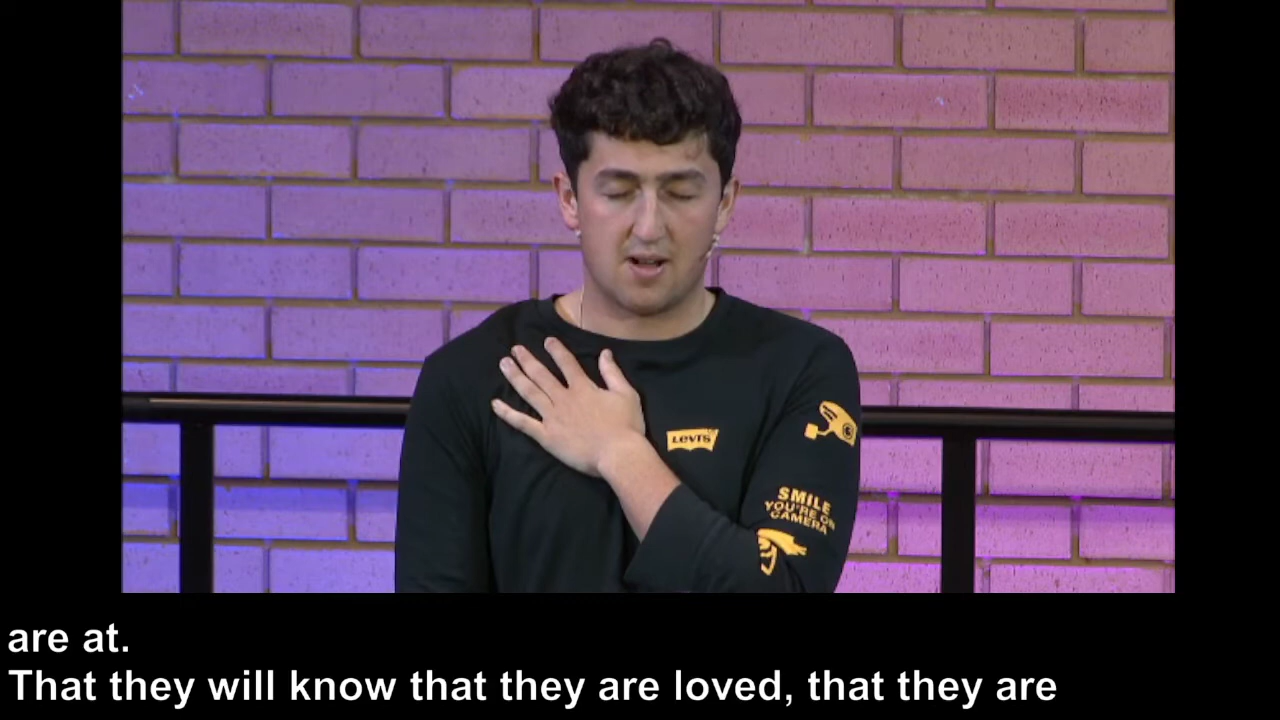 Levi's
SMILE
YOU'RE ON
CAMERA
are at.
That they will know that they are loved, that they are